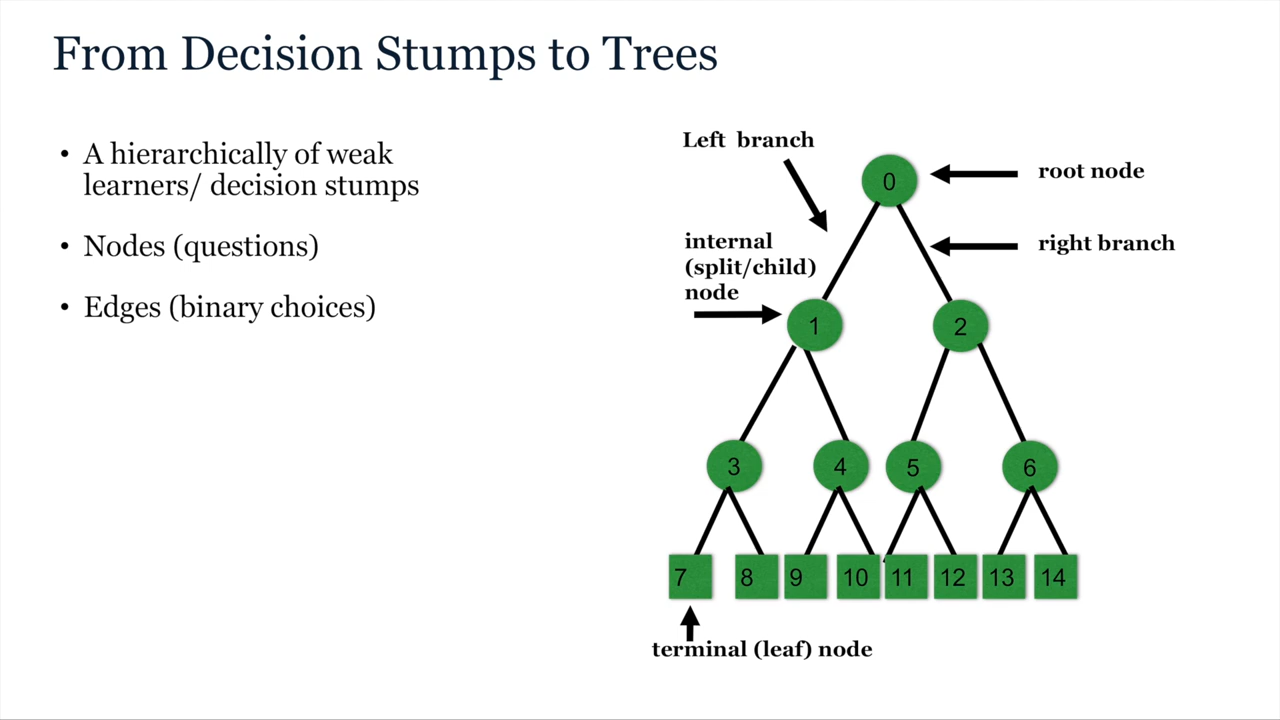 From Decision Stumps to Trees
• A hierarchically of weak
learners/ decision stumps
• Nodes (questions)
• Edges (binary choices)
Left branch
root node
right branch
internal
(split/child)
node
0
1 2
3 4 5 6
7 8 9 10 11 12 13 14
terminal (leaf) node